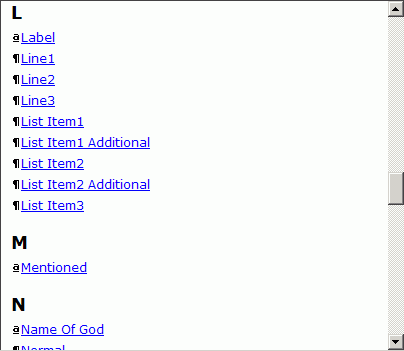 L
a Label
¶ Line1
¶ Line2
¶ Line3
¶ List Item1
¶ List Item1 Additional
¶ List Item2
¶ List Item2 Additional
¶ List Item3
M
a Mentioned
N
a Name Of God
¶ Normal